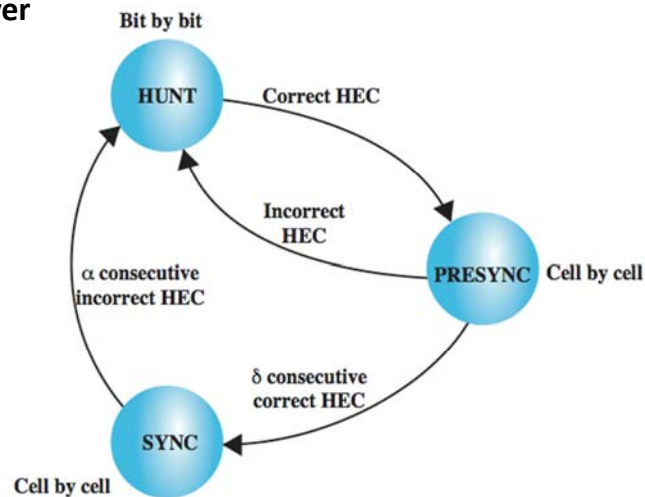 Bit by bit
HUNT
Correct HEC
Incorrect
HEC
PRESYNC
Cell by cell
α consecutive
incorrect HEC
δ consecutive
correct HEC
SYNC
Cell by cell